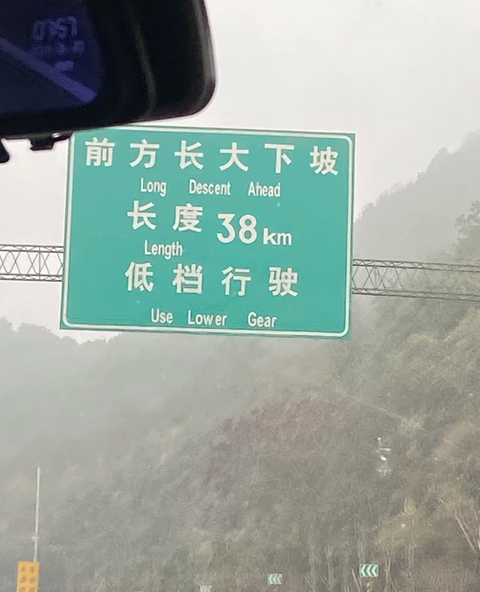 前方长大下坡
Long Descent Ahead
长度 38km
Length
低档行驶
Use Lower Gear